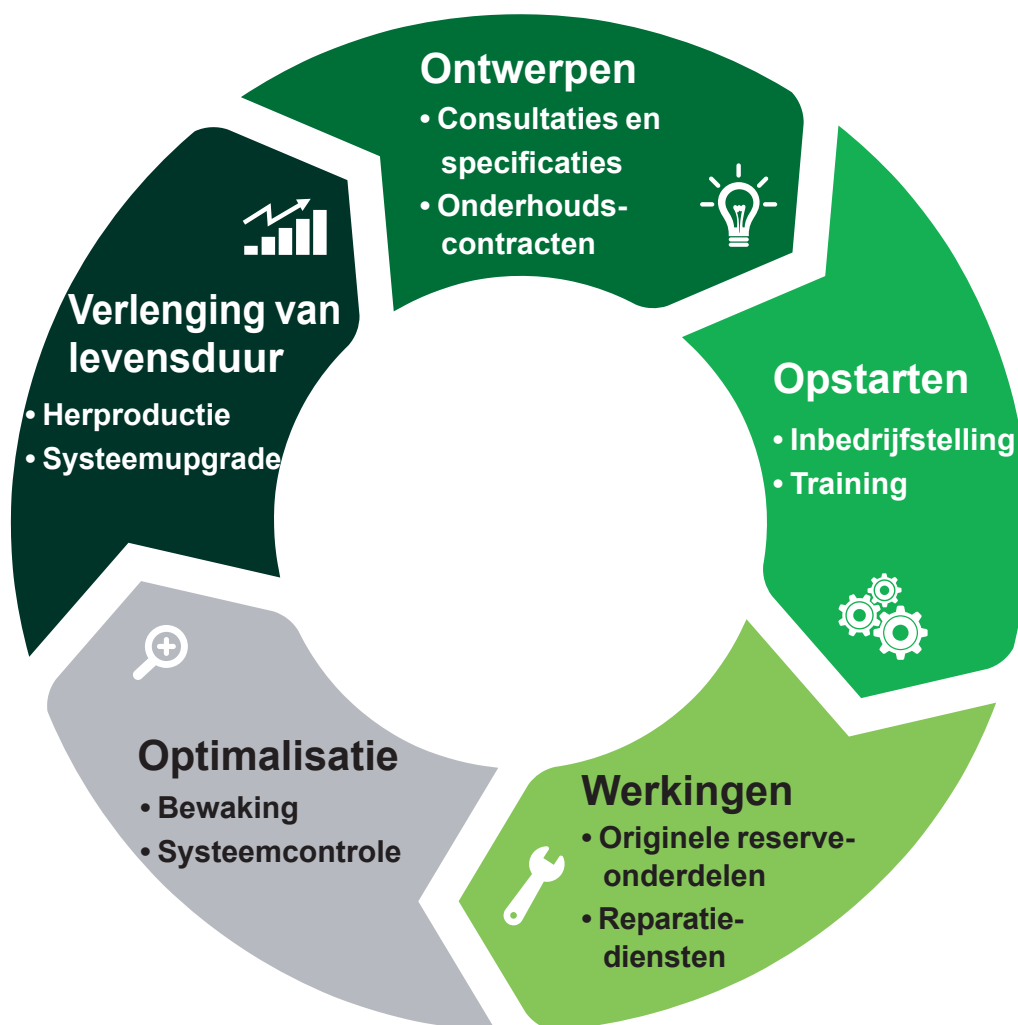 Ontwerpen
• Consultaties en
specificaties
• Onderhouds-
contracten
Opstarten
• Inbedrijfstelling
• Training
Werkingen
• Originele reserve-
onderdelen
• Reparatie-
diensten
Optimalisatie
• Bewaking
• Systeemcontrole
Verlenging van
levensduur
• Herproductie
• Systeemupgrade